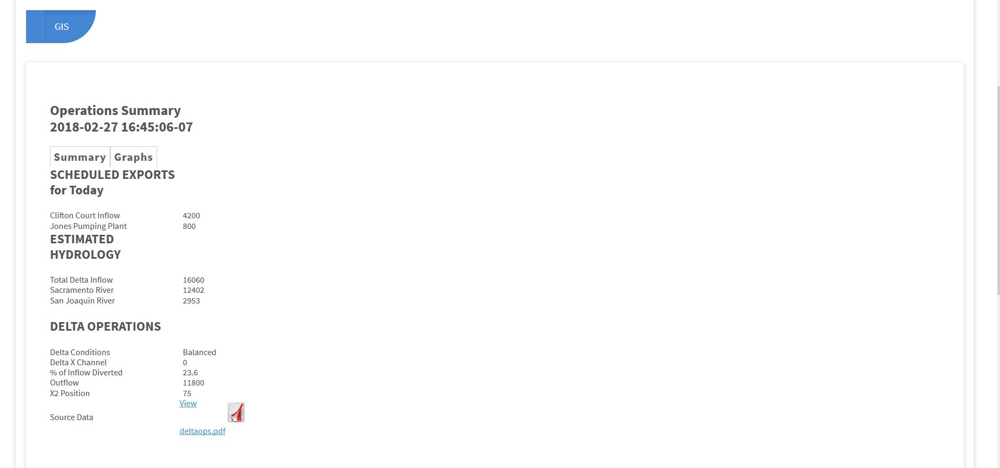 GIS
Operations Summary
2018-02-27 16:45:06-07
Summary Graphs
SCHEDULED EXPORTS
for Today
Clifton Court Inflow 4200
Jones Pumping Plant 800
ESTIMATED
HYDROLOGY
Total Delta Inflow 16060
Sacramento River 12402
San Joaquin River 2953
DELTA OPERATIONS
Delta Conditions Balanced
Delta X Channel 0
% of Inflow Diverted 23.6
Outflow 11800
X2 Position 75
View
Source Data
deltaops.pdf